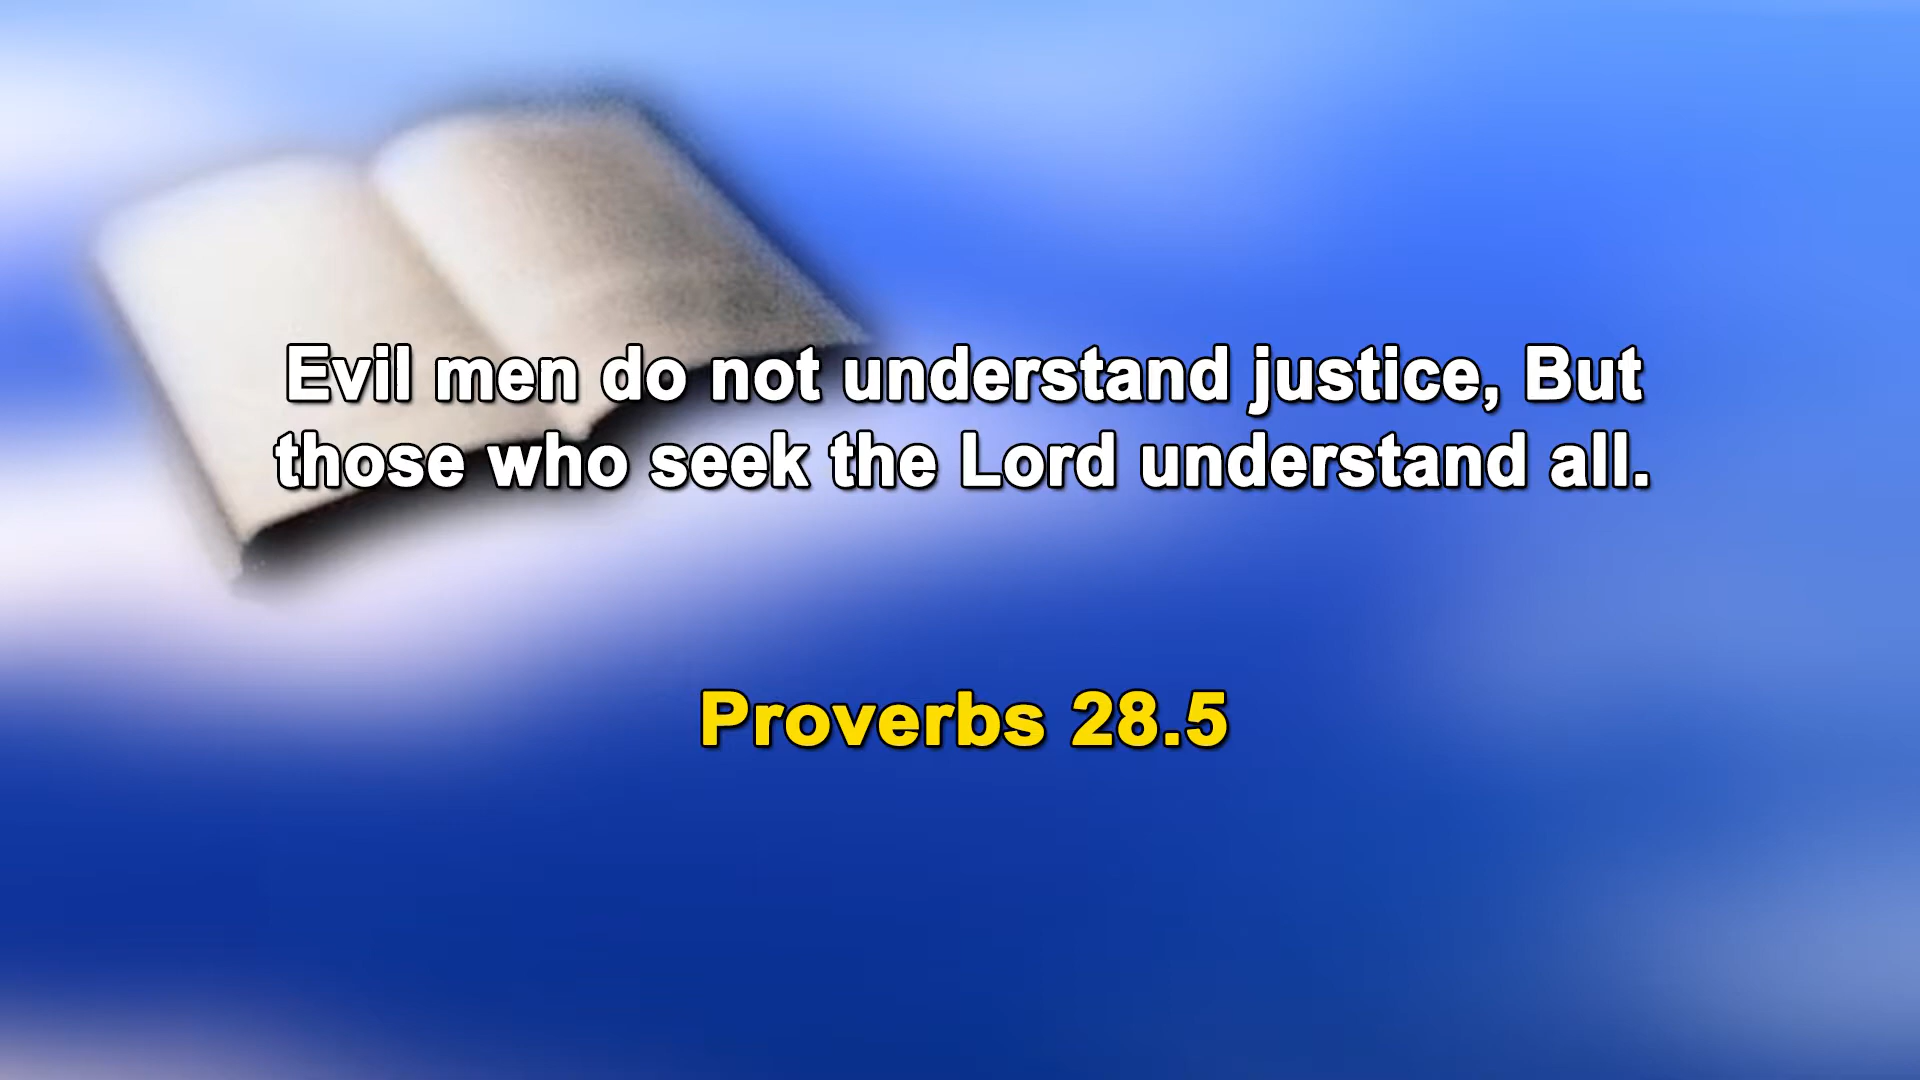 Evil men do not understand justice, But
those who seek the Lord understand all.
Proverbs 28.5